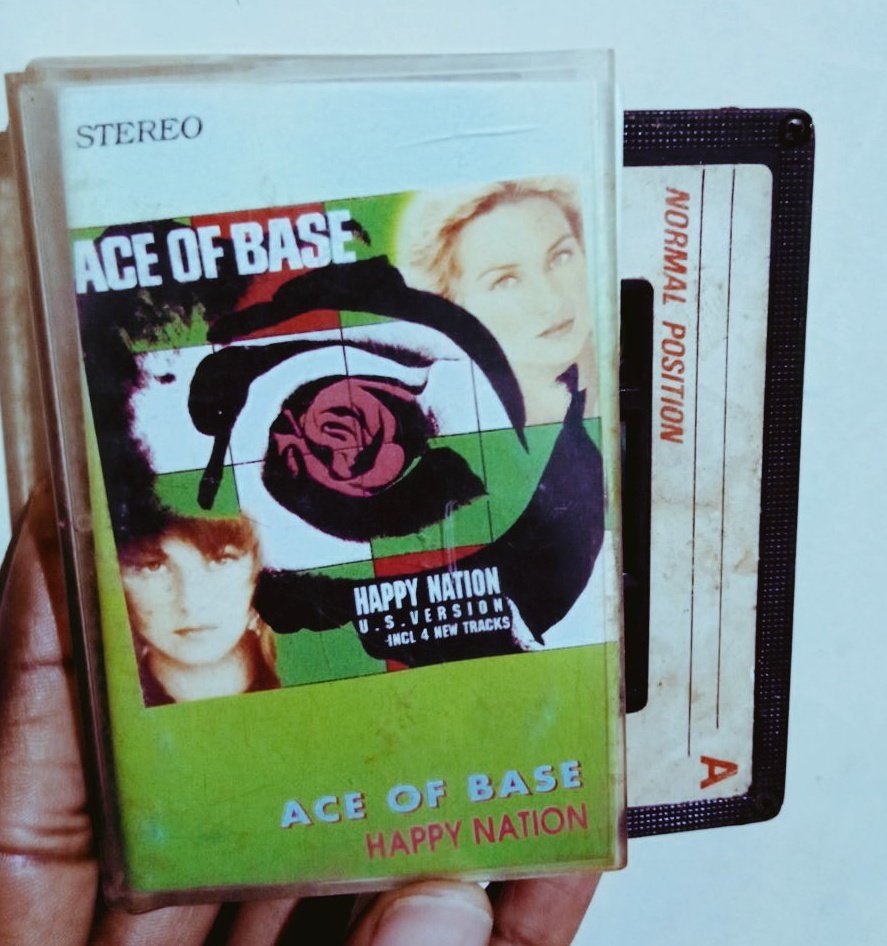 STEREO
ACE OF BASE
HAPPY NATION
U.S. VERSION
INCL 4 NEW TRACKS
ACE OF BASE
HAPPY NATION
NORMAL POSITION
A